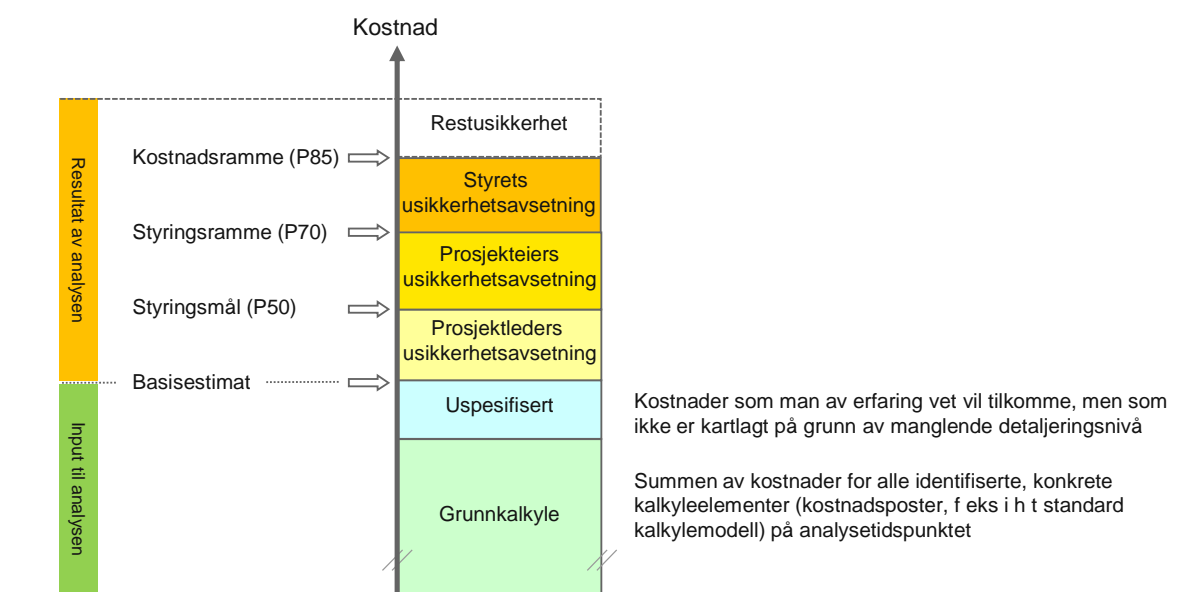 Kostnad
Resultat av analysen
Restusikkerhet
Kostnadsramme (P85)
Styrets
usikkerhetsavsetning
Styringsramme (P70)
Prosjekteiers
usikkerhetsavsetning
Styringsmål (P50)
Prosjektleders
usikkerhetsavsetning
Basisestimat
Input til analysen
Uspesifisert
Kostnader som man av erfaring vet vil tilkomme, men som
ikke er kartlagt på grunn av manglende detaljeringsnivå
Grunnkalkyle
Summen av kostnader for alle identifiserte, konkrete
kalkyleelementer (kostnadsposter, f eks i h t standard
kalkylemodell) på analysetidspunktet